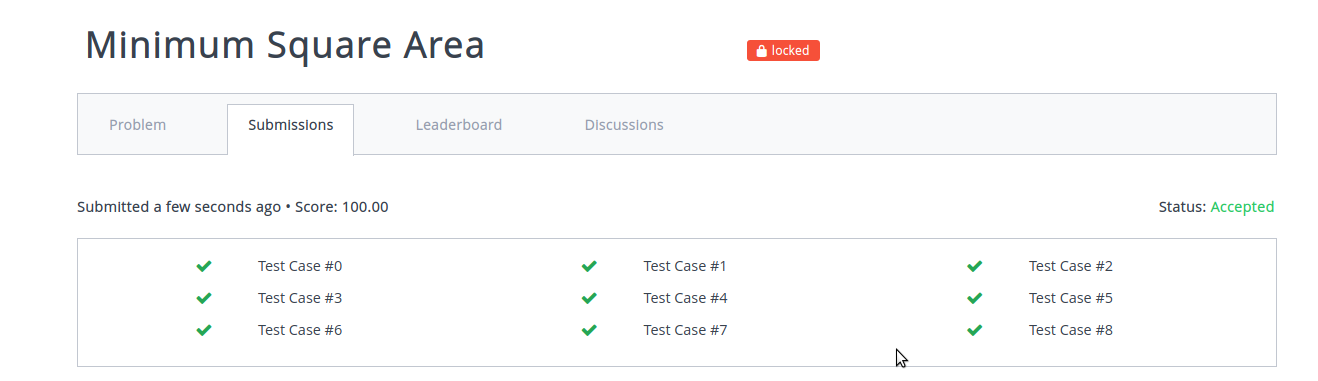 Minimum Square Area
locked
Problem Submissions Leaderboard Discussions
Submitted a few seconds ago • Score: 100.00 Status: Accepted
Test Case #0 Test Case #1 Test Case #2
Test Case #3 Test Case #4 Test Case #5
Test Case #6 Test Case #7 Test Case #8